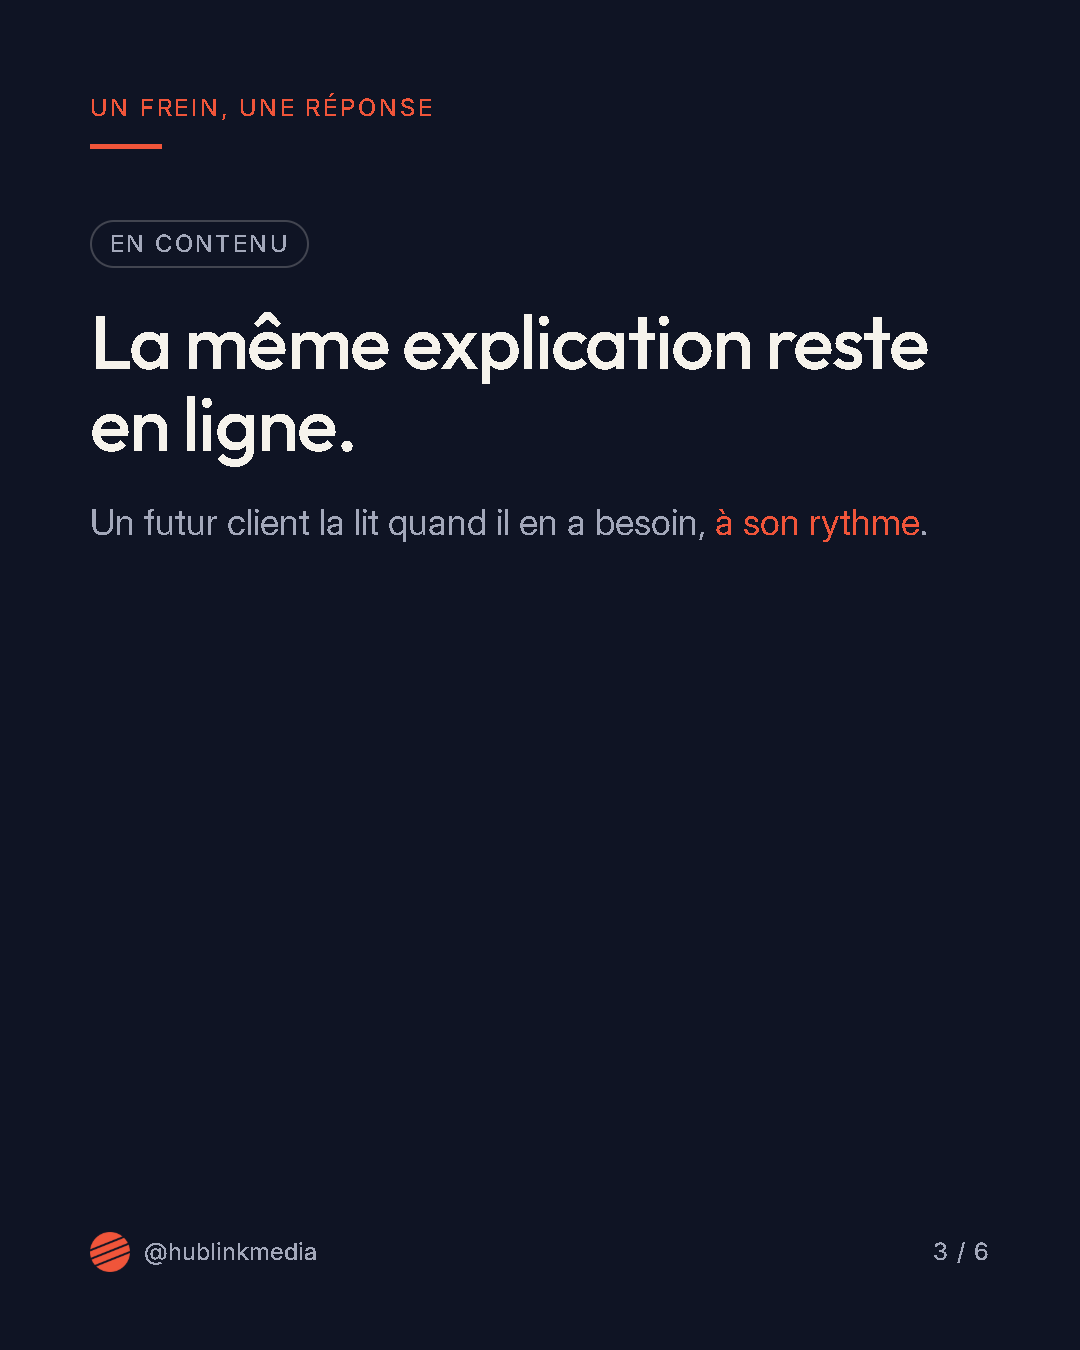 UN FREIN, UNE RÉPONSE
EN CONTENU
La même explication reste
en ligne.
Un futur client la lit quand il en a besoin, à son rythme.
@hublinkmedia
3 / 6